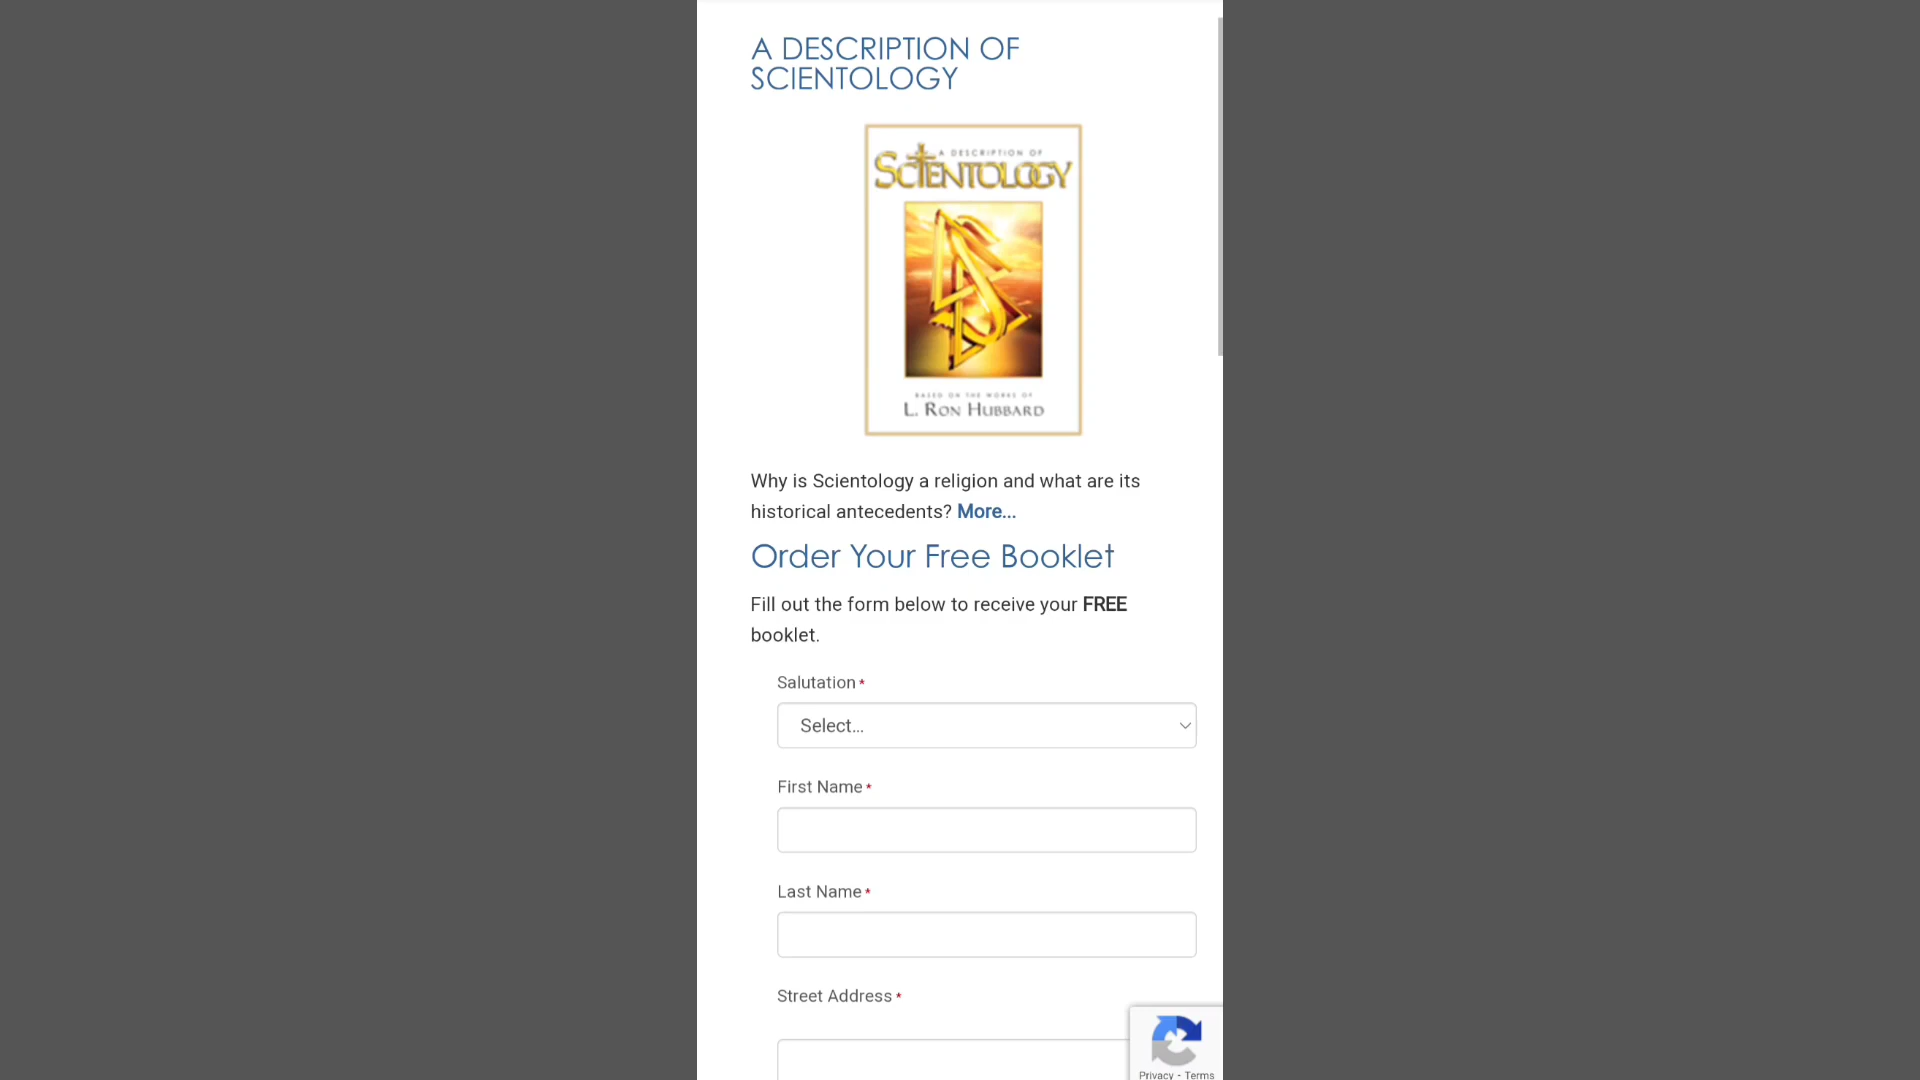 A DESCRIPTION OF
SCIENTOLOGY
A DESCRIPTION OF
SCIENTOLOGY
BASED ON THE WORKS OF
L. RON HUBBARD
Why is Scientology a religion and what are its
historical antecedents? More...
Order Your Free Booklet
Fill out the form below to receive your FREE
booklet.
Salutation *
Select...
First Name *
Last Name *
Street Address *
Privacy - Terms